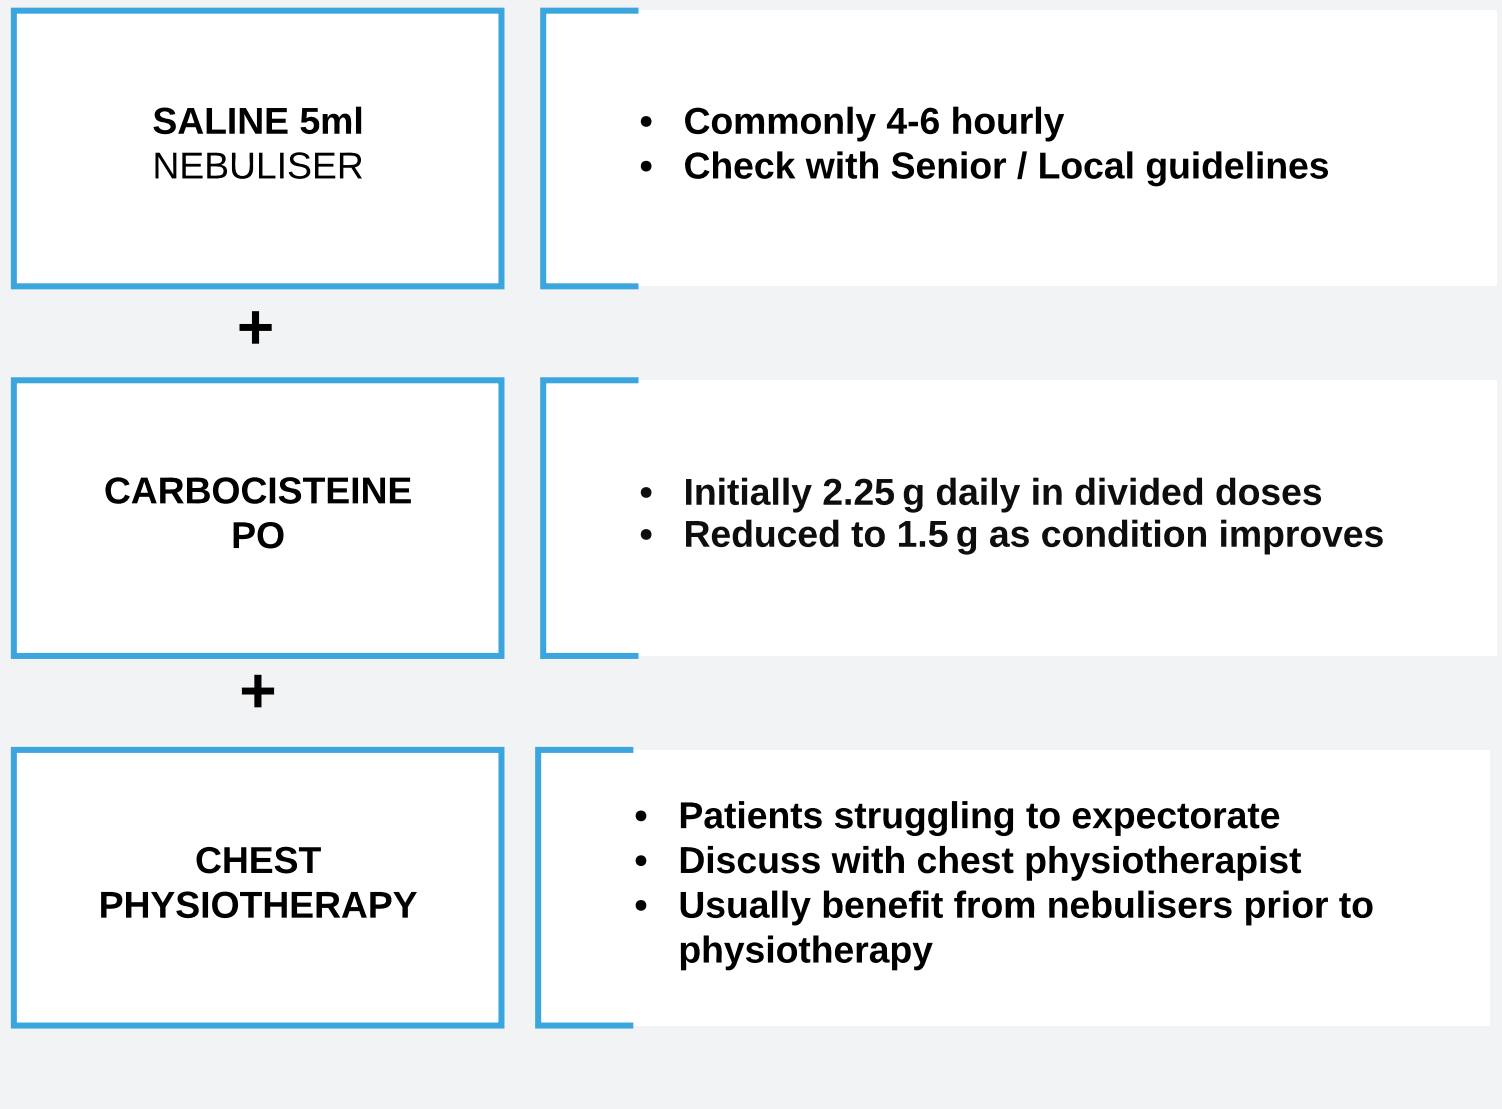 SALINE 5ml
NEBULISER
• Commonly 4-6 hourly
• Check with Senior / Local guidelines
+
CARBOCISTEINE
PO
• Initially 2.25 g daily in divided doses
• Reduced to 1.5 g as condition improves
+
CHEST
PHYSIOTHERAPY
• Patients struggling to expectorate
• Discuss with chest physiotherapist
• Usually benefit from nebulisers prior to
physiotherapy